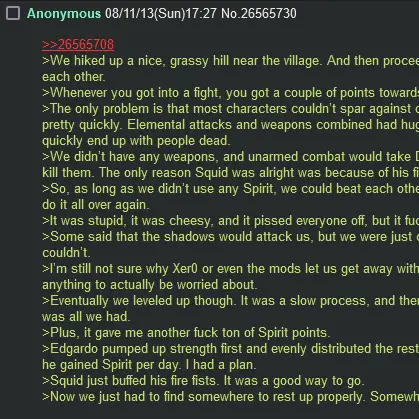 Anonymous 08/11/13(Sun)17:27 No.26565730
>>26565708
>We hiked up a nice, grassy hill near the village. And then
each other.
>Whenever you got into a fight, you got a couple of points
>The only problem is that most characters couldn't spar against
pretty quickly. Elemental attacks and weapons combined had
quickly end up with people dead.
>We didn't have any weapons, and unarmed combat would take
kill them. The only reason Squid was alright was because of his
>So, as long as we didn't use any Spirit, we could beat each
do it all over again.
>It was stupid, it was cheesy, and it pissed everyone off, but it
>Some said that the shadows would attack us, but we were just
couldn't.
>I'm still not sure why Xer0 or even the mods let us get away
anything to actually be worried about.
>Eventually we leveled up though. It was a slow process, and
was all we had.
>Plus, it gave me another fuck ton of Spirit points.
>Edgardo pumped up strength first and evenly distributed the rest
he gained Spirit per day. I had a plan.
>Squid just buffed his fire fists. It was a good way to go.
>Now we just had to find somewhere to rest up properly.